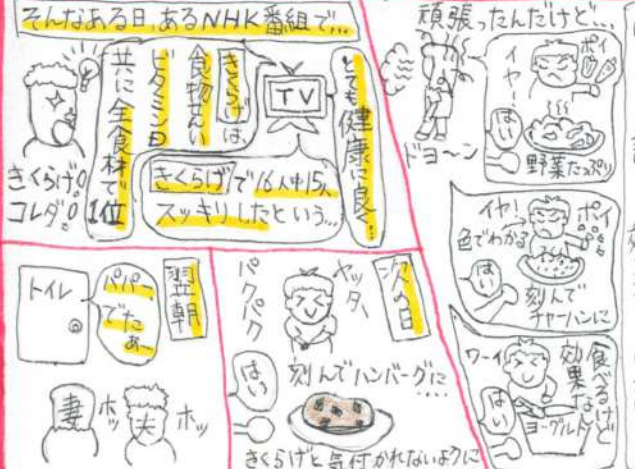 頑張ったんだけど…
ポイ
イヤー
はい
野菜たっぷり
ドヨ〜ン
イヤ!
色でわかる
ポイ
はい
刻んで
チャーハンに
食べるけど
効果なし
ワーイ
はい
ヨーグルト
そんなある日、あるNHK番組で…
とても健康に良く…
TV
きくらげは、
食物せんい
ビタミンD
共に全食材で1位
きくらげで16人中15人
スッキリしたという…
きくらげ!
コレダ!
次の日
ヤッタ、
パクパク
はい
刻んでハンバーグに
きくらげと気付かれないように…
翌朝
パパー、
でたぁー
トイレ
妻
ホッ
夫
ホッ